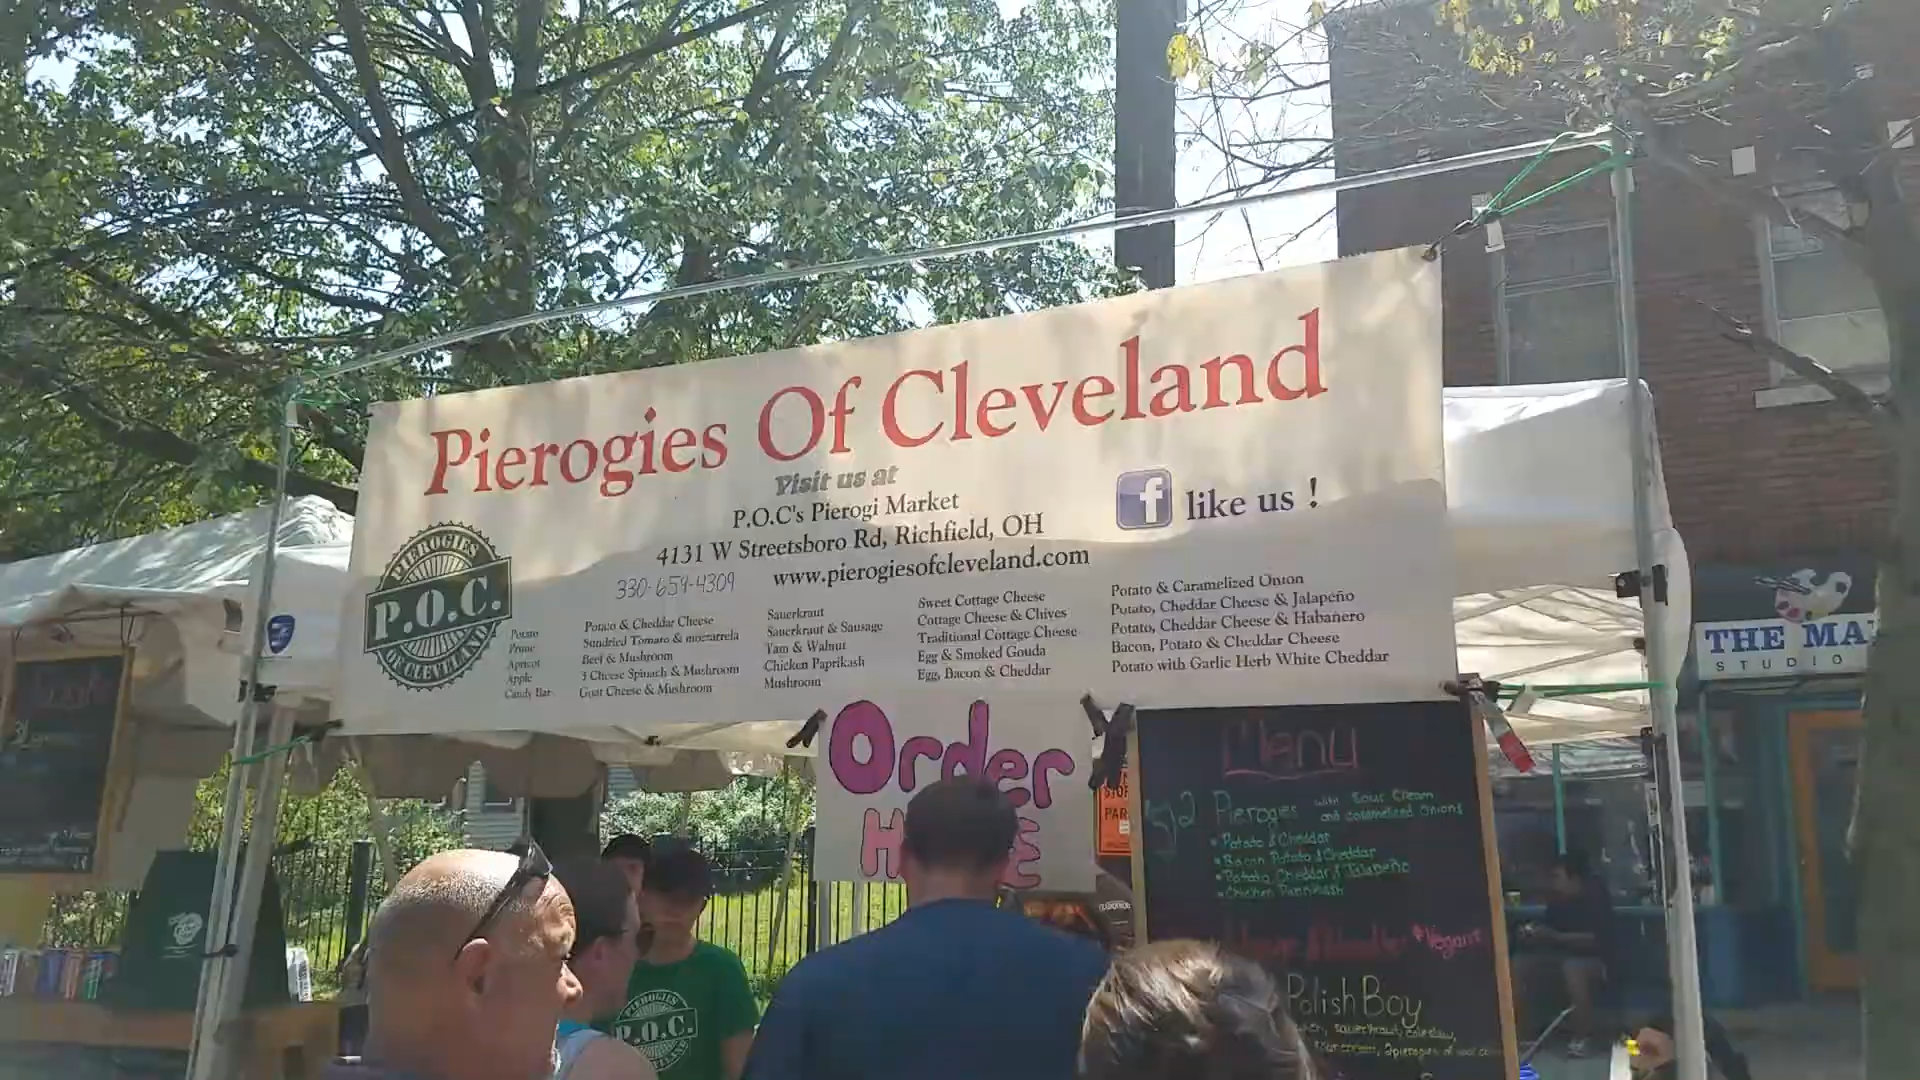 Pierogies Of Cleveland
Visit us at
P.O.C's Pierogi Market
4131 W Streetsboro Rd, Richfield, OH
www.pierogiesofcleveland.com
330-659-4309
f like us !
PIEROGIES
P.O.C.
OF CLEVELAND
Potato
Prune
Apricot
Apple
Candy Bar
Potato & Cheddar Cheese
Sundried Tomato & mozzarrela
Beef & Mushroom
3 Cheese Spinach & Mushroom
Goat Cheese & Mushroom
Sauerkraut
Sauerkraut & Sausage
Yam & Walnut
Chicken Paprikash
Mushroom
Sweet Cottage Cheese
Cottage Cheese & Chives
Traditional Cottage Cheese
Egg & Smoked Gouda
Egg, Bacon & Cheddar
Potato & Caramelized Onion
Potato, Cheddar Cheese & Jalapeño
Potato, Cheddar Cheese & Habanero
Bacon, Potato & Cheddar Cheese
Potato with Garlic Herb White Cheddar
Order
Menu
2 Pierogies with Sour Cream
and caramelized onions
• Potato & Cheddar
• Bacon Potato & Cheddar
• Potato Cheddar & Jalapeño
• Chicken
*Vegan*
Polish Boy
sauerkraut, coleslaw,
THE MA
STUDIO
PIEROGIES
P.O.C.